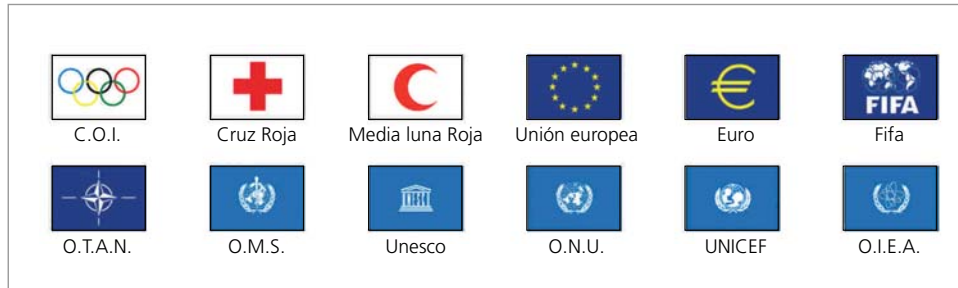 FIFA
C.O.I. Cruz Roja Media luna Roja Unión europea Euro Fifa
O.T.A.N. O.M.S. Unesco O.N.U. UNICEF O.I.E.A.